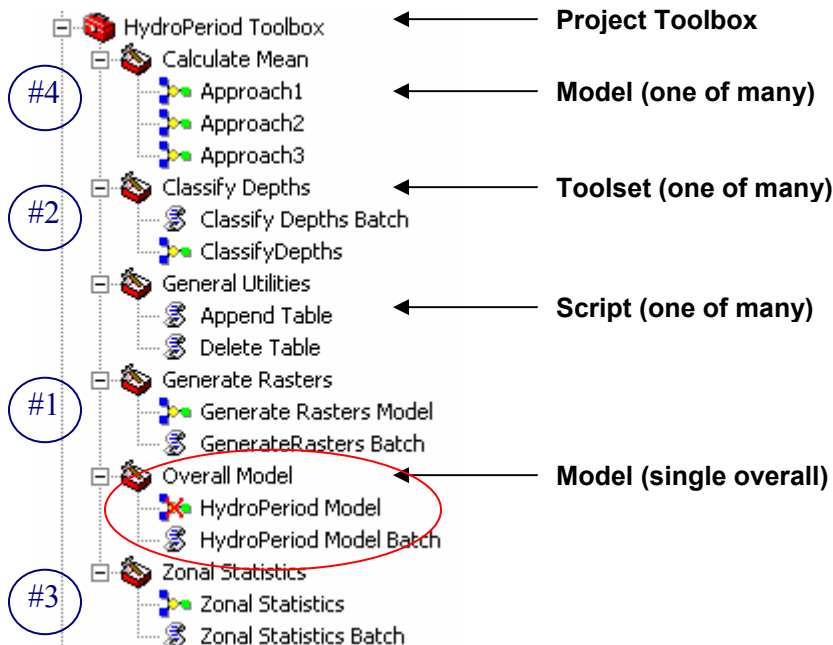 HydroPeriod Toolbox
Project Toolbox
Calculate Mean
#4
Approach1
Model (one of many)
Approach2
Approach3
Classify Depths
Toolset (one of many)
#2
Classify Depths Batch
ClassifyDepths
General Utilities
Append Table
Script (one of many)
Delete Table
Generate Rasters
#1
Generate Rasters Model
GenerateRasters Batch
Overall Model
Model (single overall)
HydroPeriod Model
HydroPeriod Model Batch
Zonal Statistics
#3
Zonal Statistics
Zonal Statistics Batch